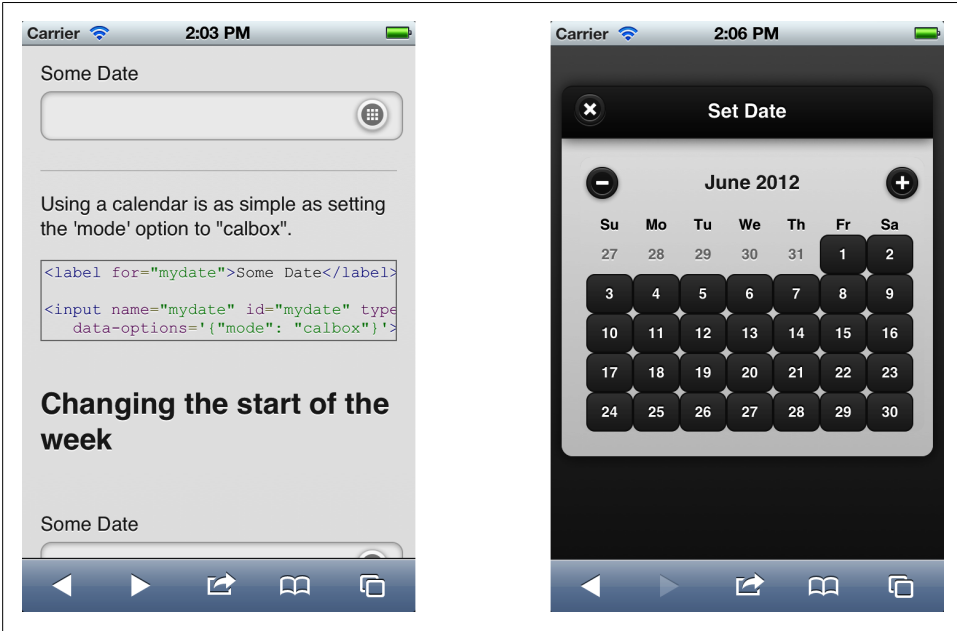 Carrier 2:03 PM
Some Date
Using a calendar is as simple as setting
the 'mode' option to "calbox".
<label for="mydate">Some Date</label>
<input name="mydate" id="mydate" type
data-options='{"mode": "calbox"}'>
Changing the start of the
week
Some Date
Carrier 2:06 PM
Set Date
June 2012
Su Mo Tu We Th Fr Sa
27 28 29 30 31 1 2
3 4 5 6 7 8 9
10 11 12 13 14 15 16
17 18 19 20 21 22 23
24 25 26 27 28 29 30